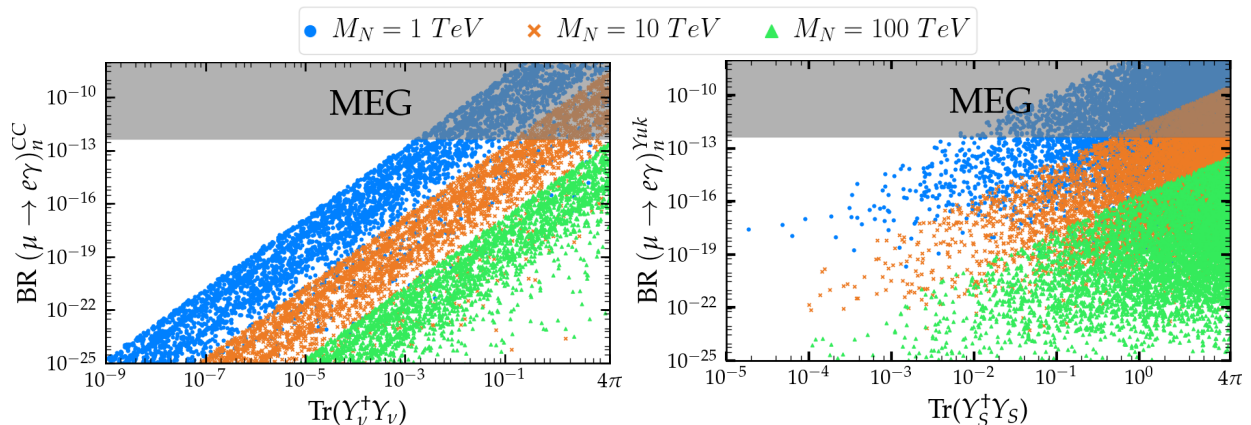 M_N = 1 TeV M_N = 10 TeV M_N = 100 TeV
MEG
BR (μ → eγ)_n^{CC}
10^{-10}
10^{-13}
10^{-16}
10^{-19}
10^{-22}
10^{-25}
10^{-9} 10^{-7} 10^{-5} 10^{-3} 10^{-1} 4π
Tr(Y_ν^† Y_ν)
MEG
BR (μ → eγ)_n^{Yuk}
10^{-10}
10^{-13}
10^{-16}
10^{-19}
10^{-22}
10^{-25}
10^{-5} 10^{-4} 10^{-3} 10^{-2} 10^{-1} 10^{0} 4π
Tr(Y_S^† Y_S)